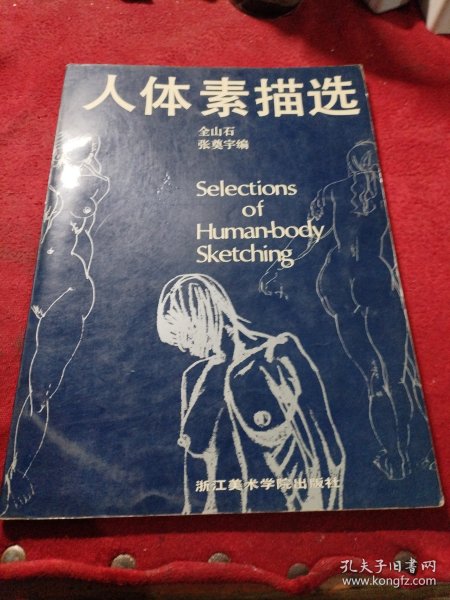 人体素描选
全山石
张奠宇编
Selections
of
Human-body
Sketching
浙江美术学院出版社
孔夫子旧书网
www.kongfz.com